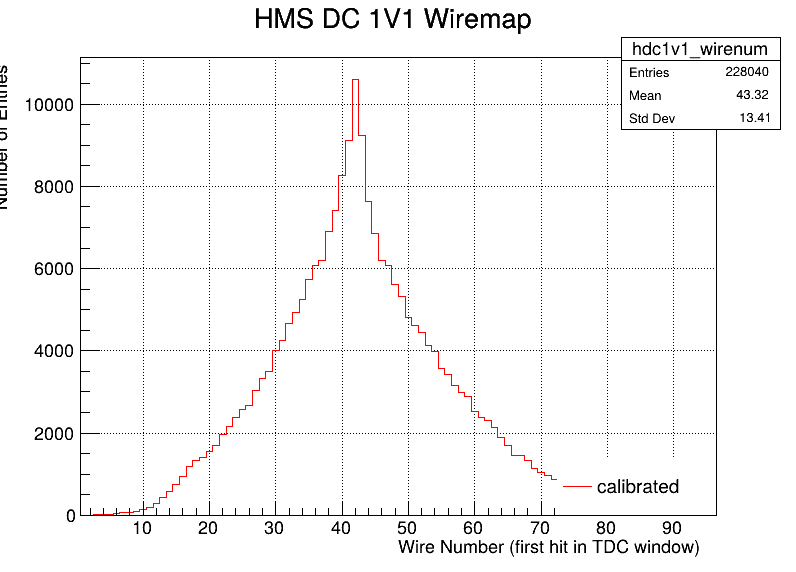 HMS DC 1V1 Wiremap
hdc1v1_wirenum
Entries 228040
Mean 43.32
Std Dev 13.41
Number of Entries
10000
8000
6000
4000
2000
0
calibrated
10 20 30 40 50 60 70 80 90
Wire Number (first hit in TDC window)